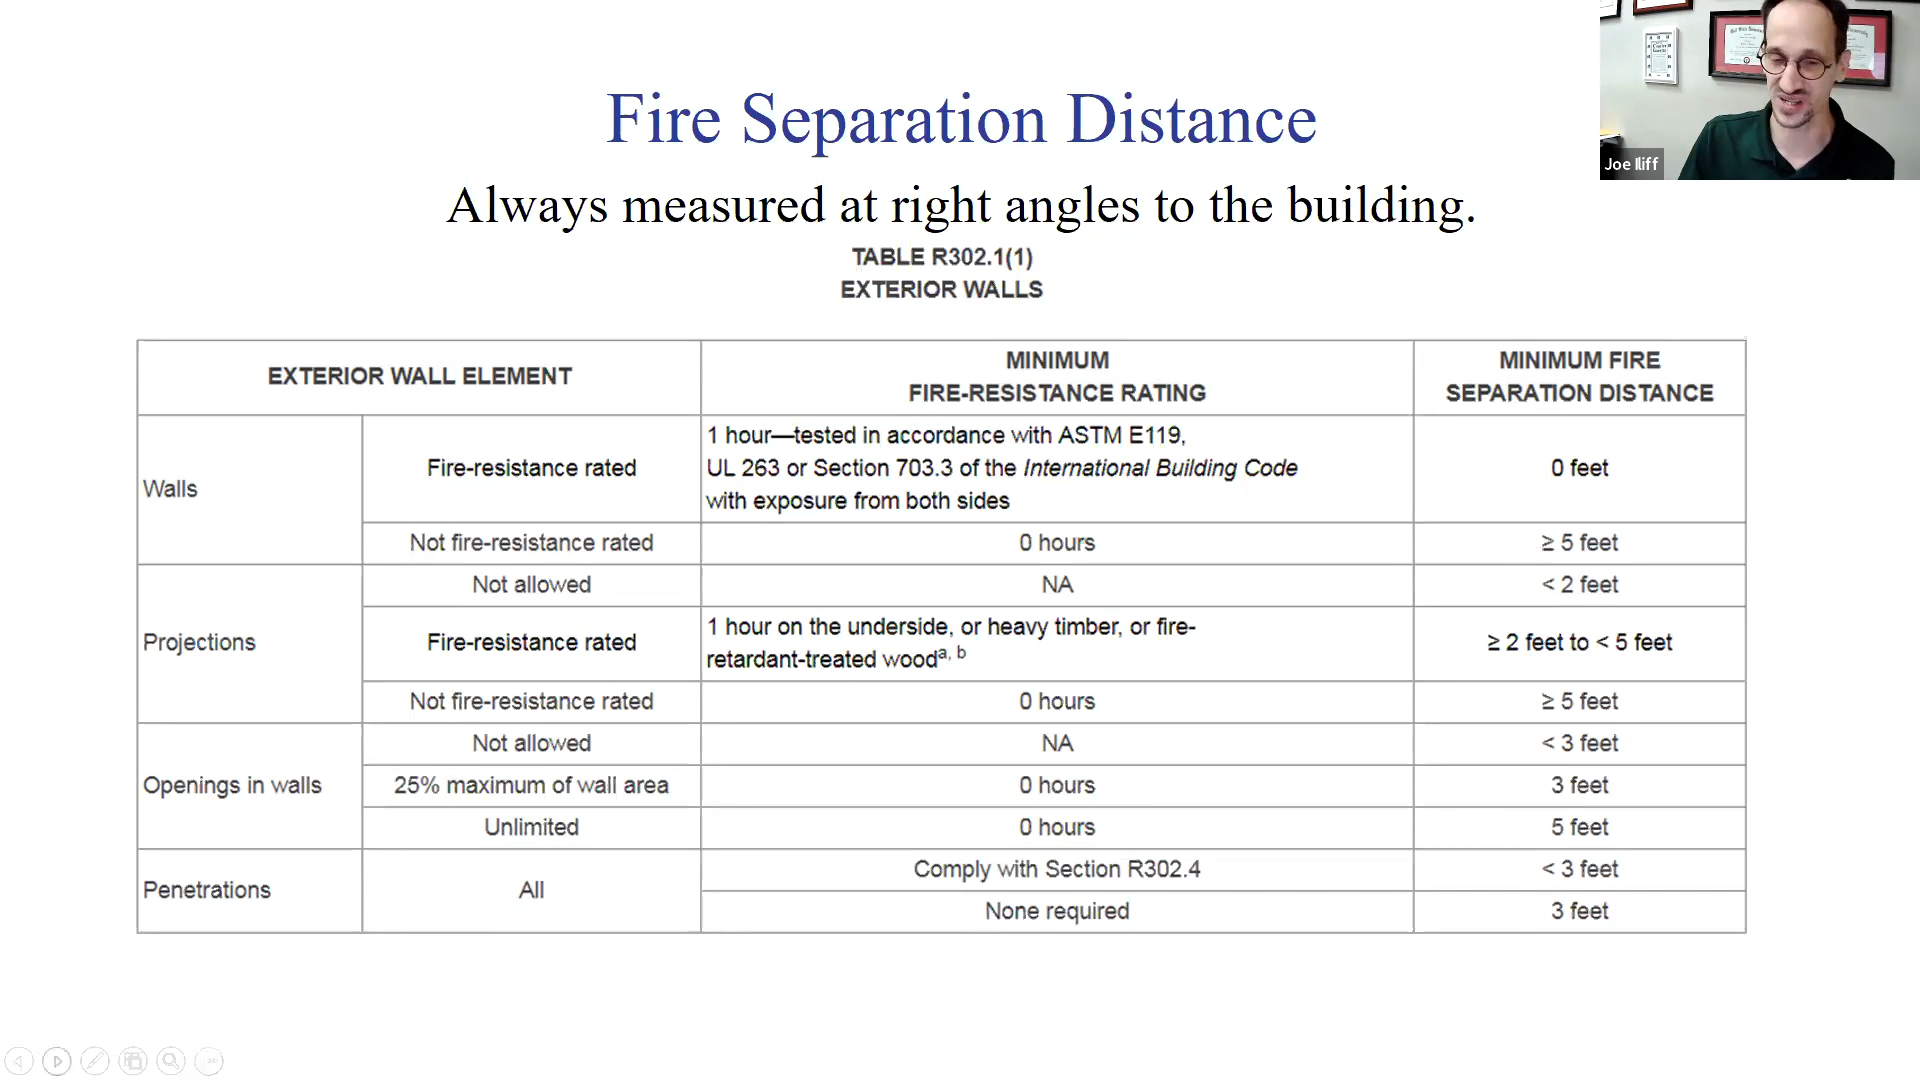 Fire Separation Distance
Always measured at right angles to the building.
TABLE R302.1(1)
EXTERIOR WALLS
EXTERIOR WALL ELEMENT
MINIMUM
FIRE-RESISTANCE RATING
MINIMUM FIRE
SEPARATION DISTANCE
Walls
Fire-resistance rated
1 hour—tested in accordance with ASTM E119,
UL 263 or Section 703.3 of the International Building Code
with exposure from both sides
0 feet
Not fire-resistance rated
0 hours
≥ 5 feet
Projections
Not allowed
NA
< 2 feet
Fire-resistance rated
1 hour on the underside, or heavy timber, or fire-
retardant-treated wooda, b
≥ 2 feet to < 5 feet
Not fire-resistance rated
0 hours
≥ 5 feet
Openings in walls
Not allowed
NA
< 3 feet
25% maximum of wall area
0 hours
3 feet
Unlimited
0 hours
5 feet
Penetrations
All
Comply with Section R302.4
< 3 feet
None required
3 feet
Joe Iliff